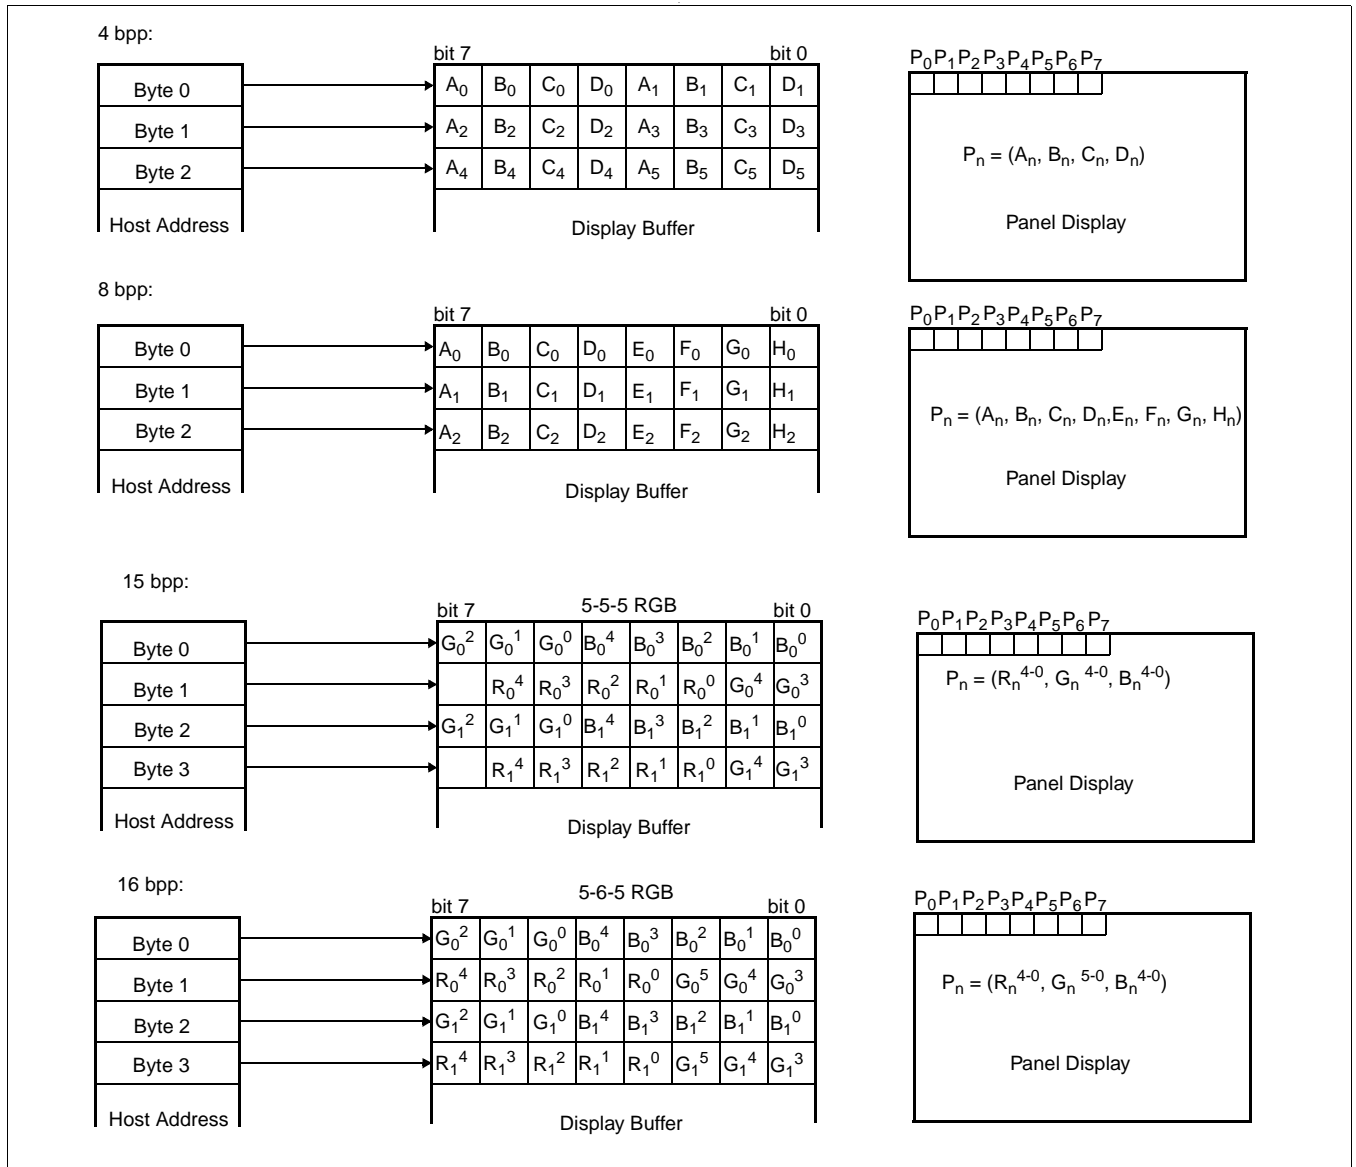 4 bpp:
bit 7 bit 0
P₀P₁P₂P₃P₄P₅P₆P₇
Byte 0 A₀ B₀ C₀ D₀ A₁ B₁ C₁ D₁
Byte 1 A₂ B₂ C₂ D₂ A₃ B₃ C₃ D₃
Byte 2 A₄ B₄ C₄ D₄ A₅ B₅ C₅ D₅
Pₙ = (Aₙ, Bₙ, Cₙ, Dₙ)
Host Address Display Buffer Panel Display
8 bpp:
bit 7 bit 0
P₀P₁P₂P₃P₄P₅P₆P₇
Byte 0 A₀ B₀ C₀ D₀ E₀ F₀ G₀ H₀
Byte 1 A₁ B₁ C₁ D₁ E₁ F₁ G₁ H₁
Byte 2 A₂ B₂ C₂ D₂ E₂ F₂ G₂ H₂
Pₙ = (Aₙ, Bₙ, Cₙ, Dₙ,Eₙ, Fₙ, Gₙ, Hₙ)
Host Address Display Buffer Panel Display
15 bpp:
bit 7 5-5-5 RGB bit 0
P₀P₁P₂P₃P₄P₅P₆P₇
Byte 0 G₀² G₀¹ G₀⁰ B₀⁴ B₀³ B₀² B₀¹ B₀⁰
Byte 1 R₀⁴ R₀³ R₀² R₀¹ R₀⁰ G₀⁴ G₀³
Byte 2 G₁² G₁¹ G₁⁰ B₁⁴ B₁³ B₁² B₁¹ B₁⁰
Byte 3 R₁⁴ R₁³ R₁² R₁¹ R₁⁰ G₁⁴ G₁³
Pₙ = (Rₙ⁴⁻⁰, Gₙ ⁴⁻⁰, Bₙ⁴⁻⁰)
Host Address Display Buffer Panel Display
16 bpp:
bit 7 5-6-5 RGB bit 0
P₀P₁P₂P₃P₄P₅P₆P₇
Byte 0 G₀² G₀¹ G₀⁰ B₀⁴ B₀³ B₀² B₀¹ B₀⁰
Byte 1 R₀⁴ R₀³ R₀² R₀¹ R₀⁰ G₀⁵ G₀⁴ G₀³
Byte 2 G₁² G₁¹ G₁⁰ B₁⁴ B₁³ B₁² B₁¹ B₁⁰
Byte 3 R₁⁴ R₁³ R₁² R₁¹ R₁⁰ G₁⁵ G₁⁴ G₁³
Pₙ = (Rₙ⁴⁻⁰, Gₙ ⁵⁻⁰, Bₙ⁴⁻⁰)
Host Address Display Buffer Panel Display